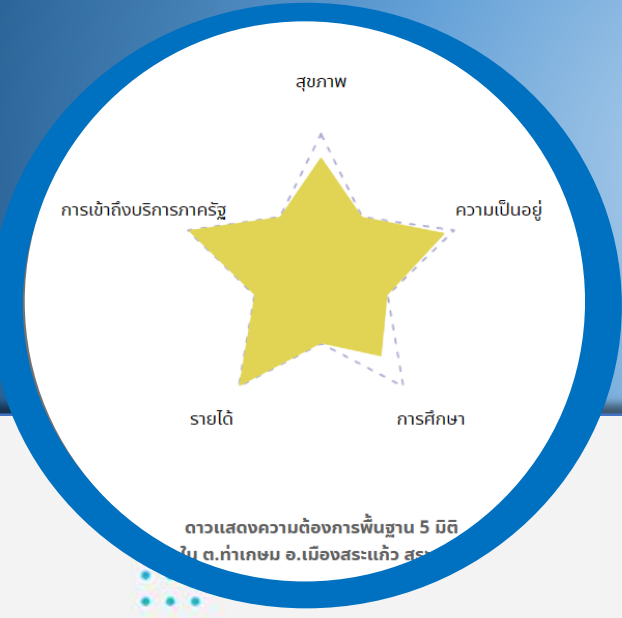 สุขภาพ
การเข้าถึงบริการภาครัฐ
ความเป็นอยู่
รายได้
การศึกษา
ดาวแสดงความต้องการพื้นฐาน 5 มิติ
ต.ท่าเกษม อ.เมืองสระแก้ว